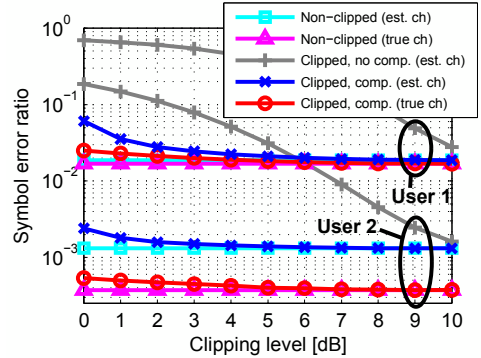 Non-clipped (est. ch)
Non-clipped (true ch)
Clipped, no comp. (est. ch)
Clipped, comp. (est. ch)
Clipped, comp. (true ch)
10^0
10^-1
10^-2
10^-3
Symbol error ratio
User 1
User 2
0 1 2 3 4 5 6 7 8 9 10
Clipping level [dB]